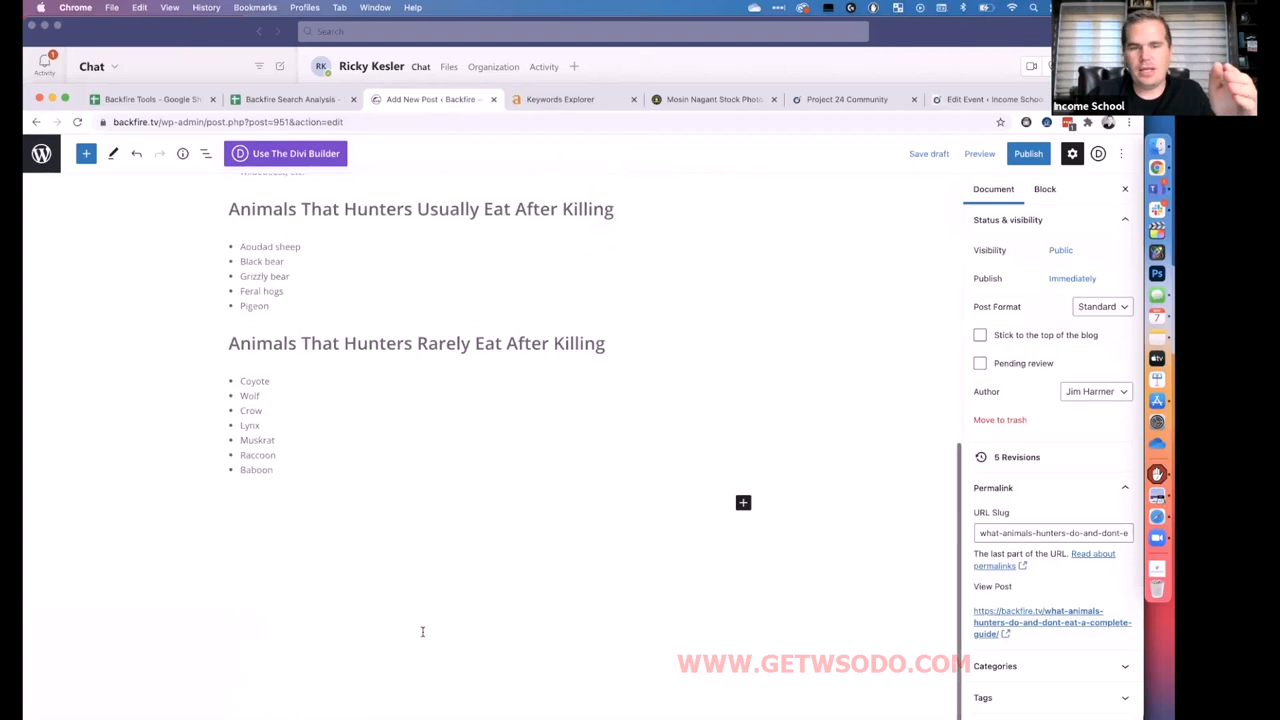 Chrome File Edit View History Bookmarks Profiles Tab Window Help
Search
Activity
1
Chat
RK Ricky Kesler Chat Files Organization Activity
Income School
Backfire Tools - Google Sh
Backfire Search Analysis -
Add New Post ‹ Backfire —
Keywords Explorer
Mosin Nagant Stock Photo
Project 24 Community
Edit Event ‹ Income School
backfire.tv/wp-admin/post.php?post=951&action=edit
Use The Divi Builder
Save draft Preview Publish
Document Block
Animals That Hunters Usually Eat After Killing
Aoudad sheep
Black bear
Grizzly bear
Feral hogs
Pigeon
Animals That Hunters Rarely Eat After Killing
Coyote
Wolf
Crow
Lynx
Muskrat
Raccoon
Baboon
Status & visibility
Visibility Public
Publish Immediately
Post Format Standard
Stick to the top of the blog
Pending review
Author Jim Harmer
Move to trash
5 Revisions
Permalink
URL Slug
what-animals-hunters-do-and-dont-e
The last part of the URL. Read about
permalinks
View Post
https://backfire.tv/what-animals-
hunters-do-and-dont-eat-a-complete-
guide/
Categories
Tags
WWW.GETWSODO.COM